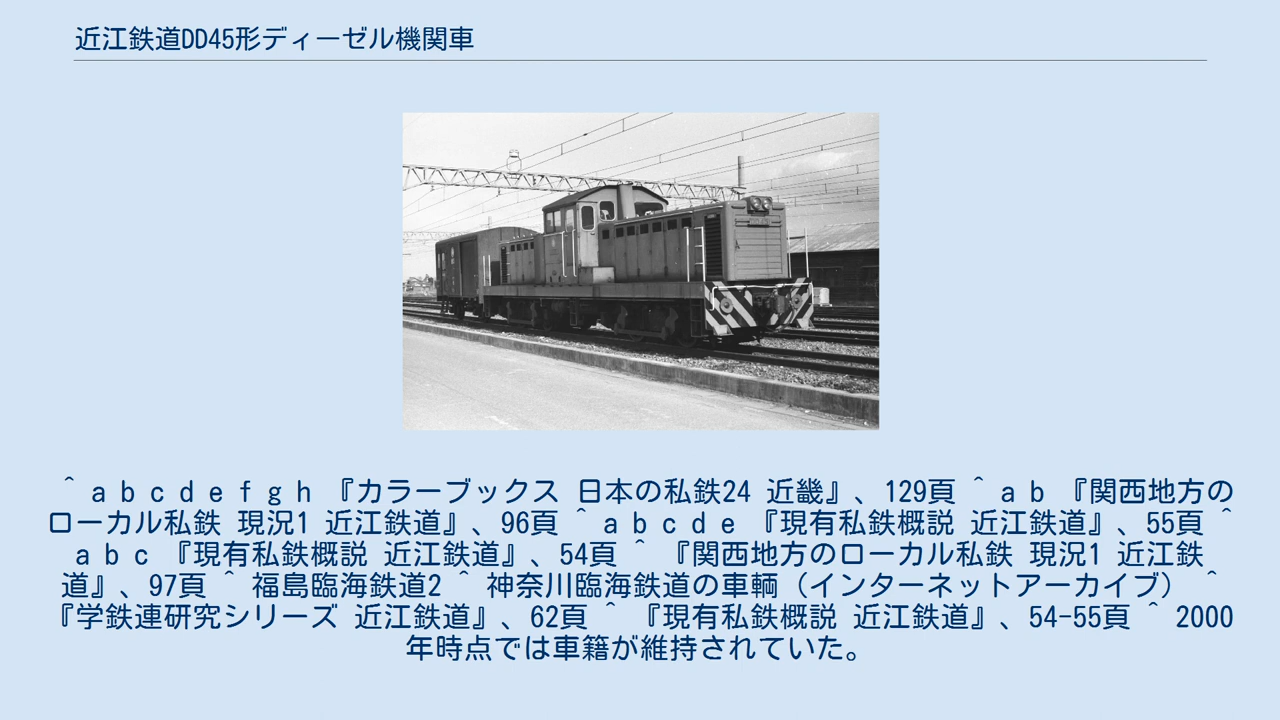 近江鉄道DD45形ディーゼル機関車
^ a b c d e f g h 『カラーブックス 日本の私鉄24 近畿』、129頁 ^ a b 『関西地方の
ローカル私鉄 現況1 近江鉄道』、96頁 ^ a b c d e 『現有私鉄概説 近江鉄道』、55頁 ^
a b c 『現有私鉄概説 近江鉄道』、54頁 ^ 『関西地方のローカル私鉄 現況1 近江鉄
道』、97頁 ^ 福島臨海鉄道2 ^ 神奈川臨海鉄道の車輌（インターネットアーカイブ） ^
『学鉄連研究シリーズ 近江鉄道』、62頁 ^ 『現有私鉄概説 近江鉄道』、54-55頁 ^ 2000
年時点では車籍が維持されていた。